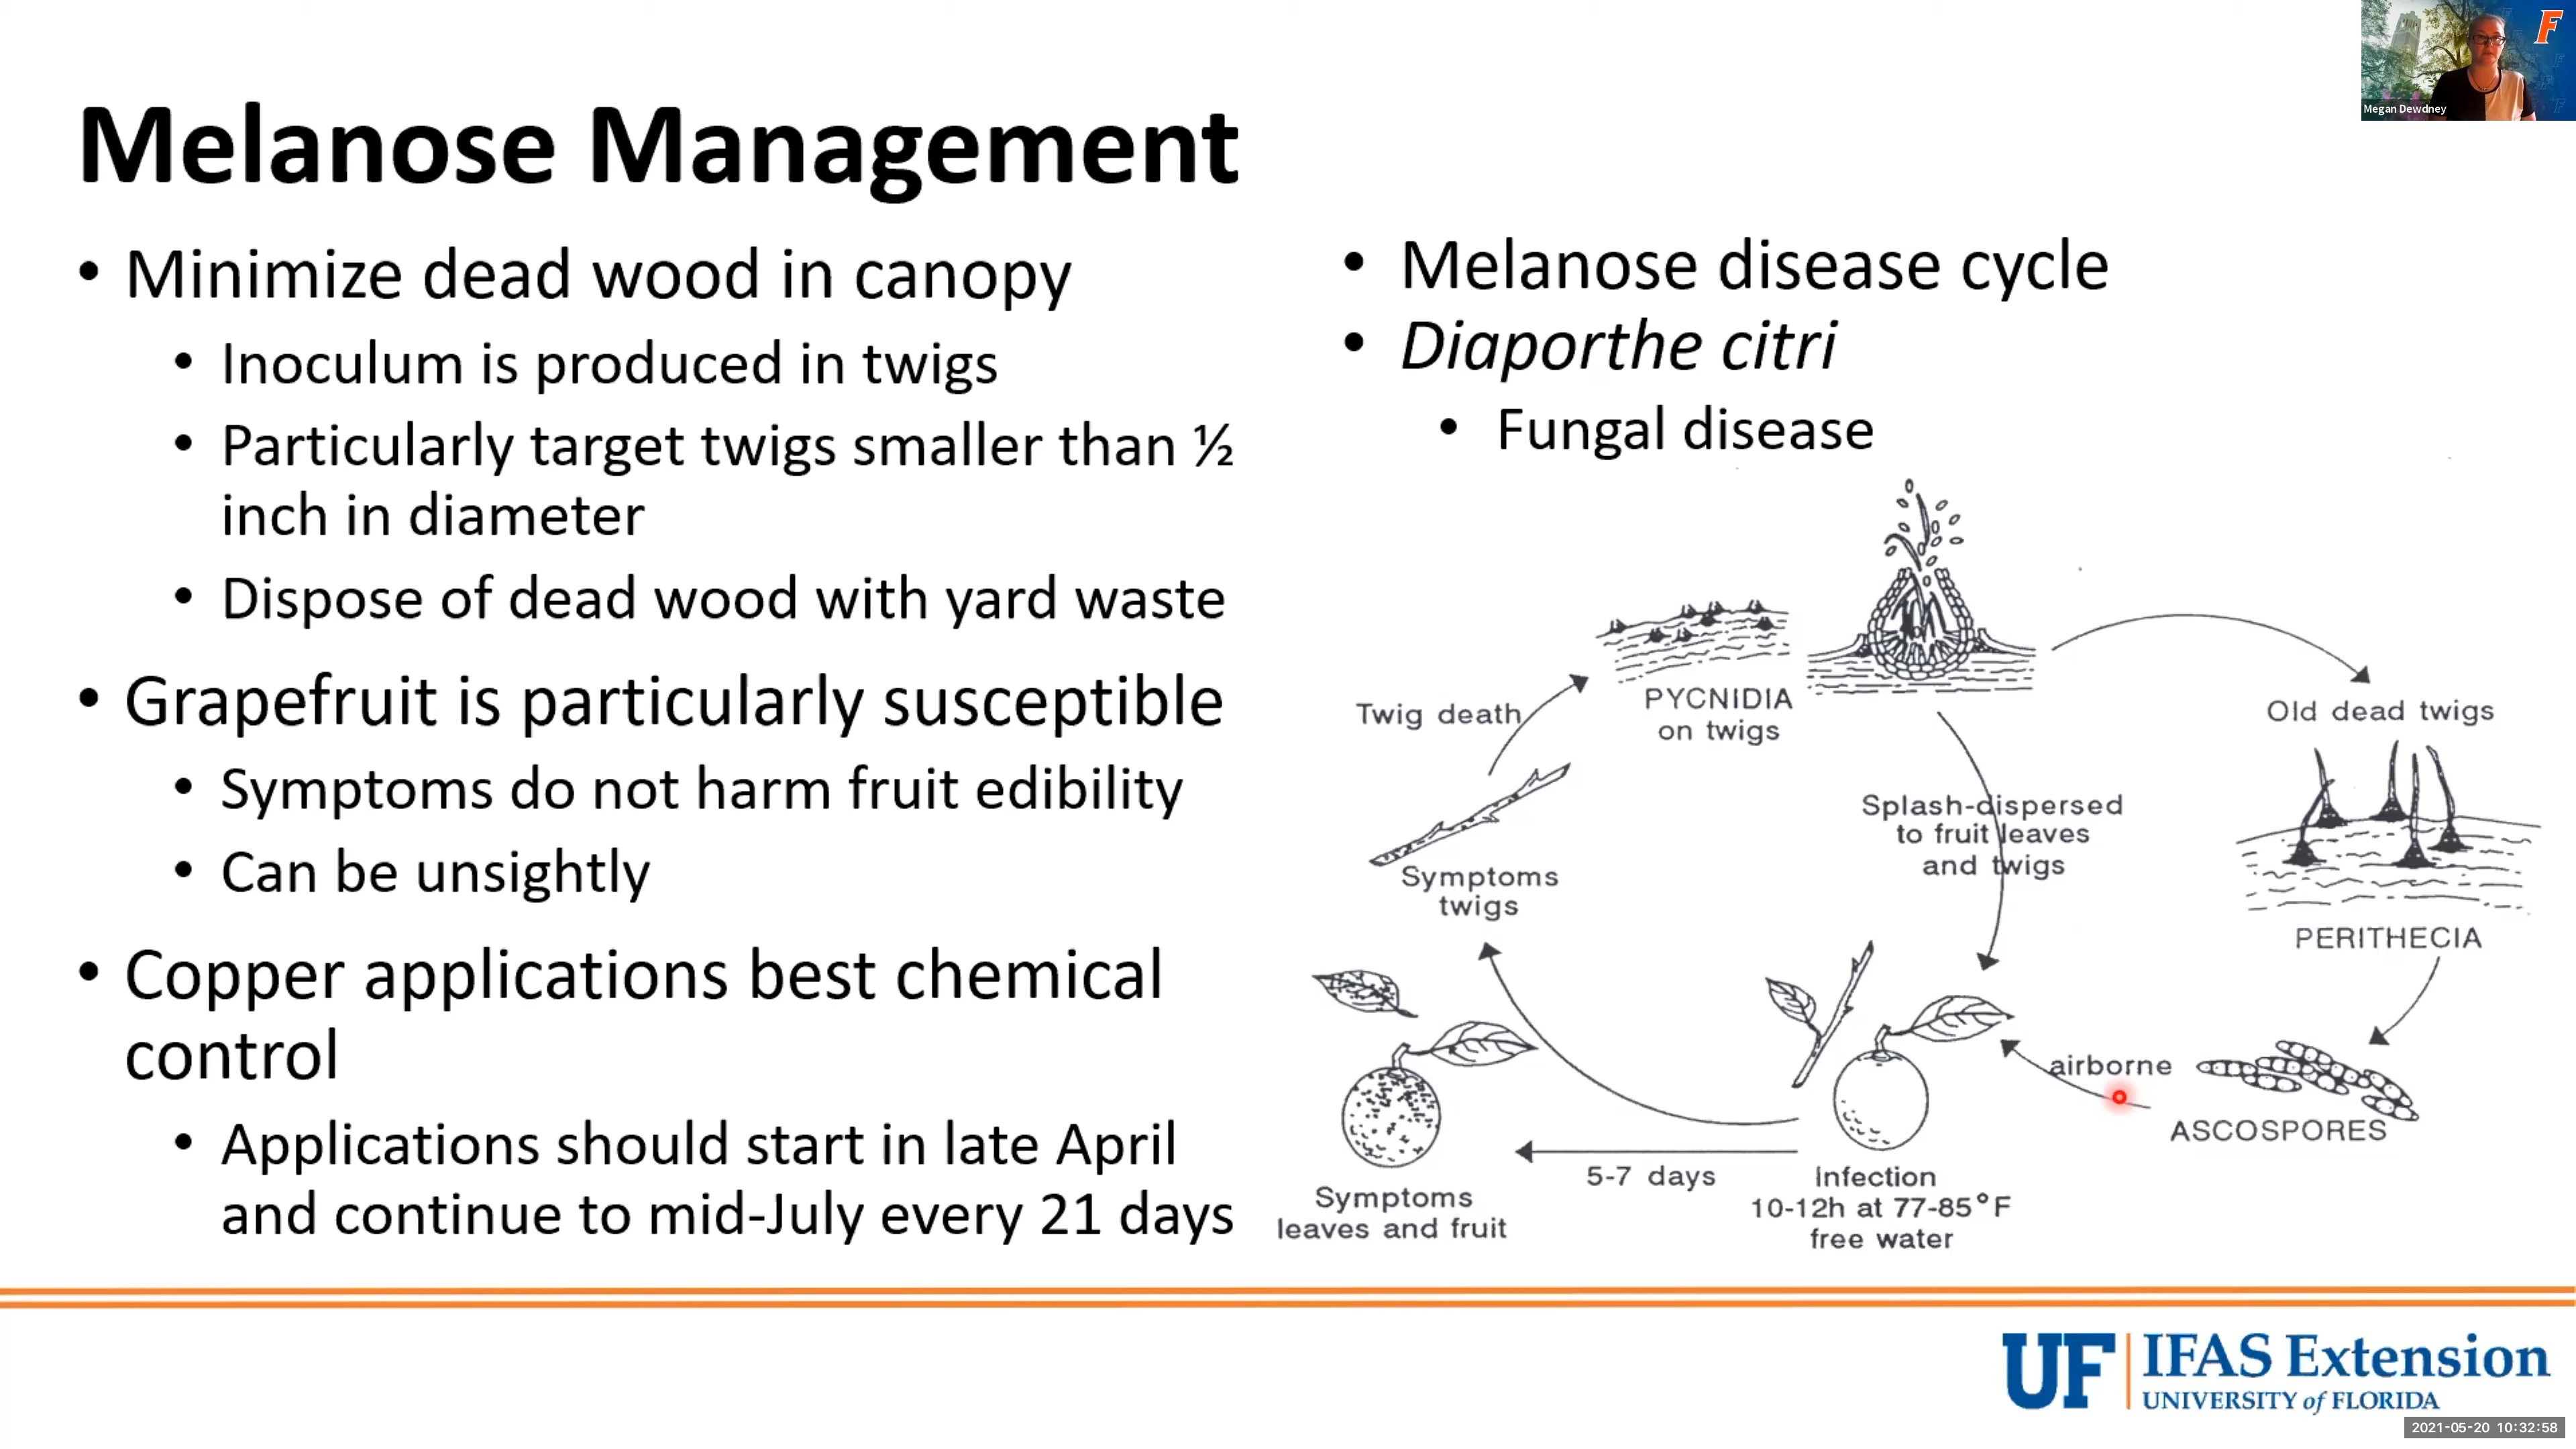 F
Megan Dewdney
Melanose Management
• Minimize dead wood in canopy
• Inoculum is produced in twigs
• Particularly target twigs smaller than ½
inch in diameter
• Dispose of dead wood with yard waste
• Grapefruit is particularly susceptible
• Symptoms do not harm fruit edibility
• Can be unsightly
• Copper applications best chemical
control
• Applications should start in late April
and continue to mid-July every 21 days
• Melanose disease cycle
• Diaporthe citri
• Fungal disease
Twig death
PYCNIDIA
on twigs
Old dead twigs
Splash-dispersed
to fruit leaves
and twigs
Symptoms
twigs
PERITHECIA
airborne
ASCOSPORES
5-7 days
Infection
10-12h at 77-85°F
free water
Symptoms
leaves and fruit
UF IFAS Extension
UNIVERSITY of FLORIDA
2021-05-20 10:32:58